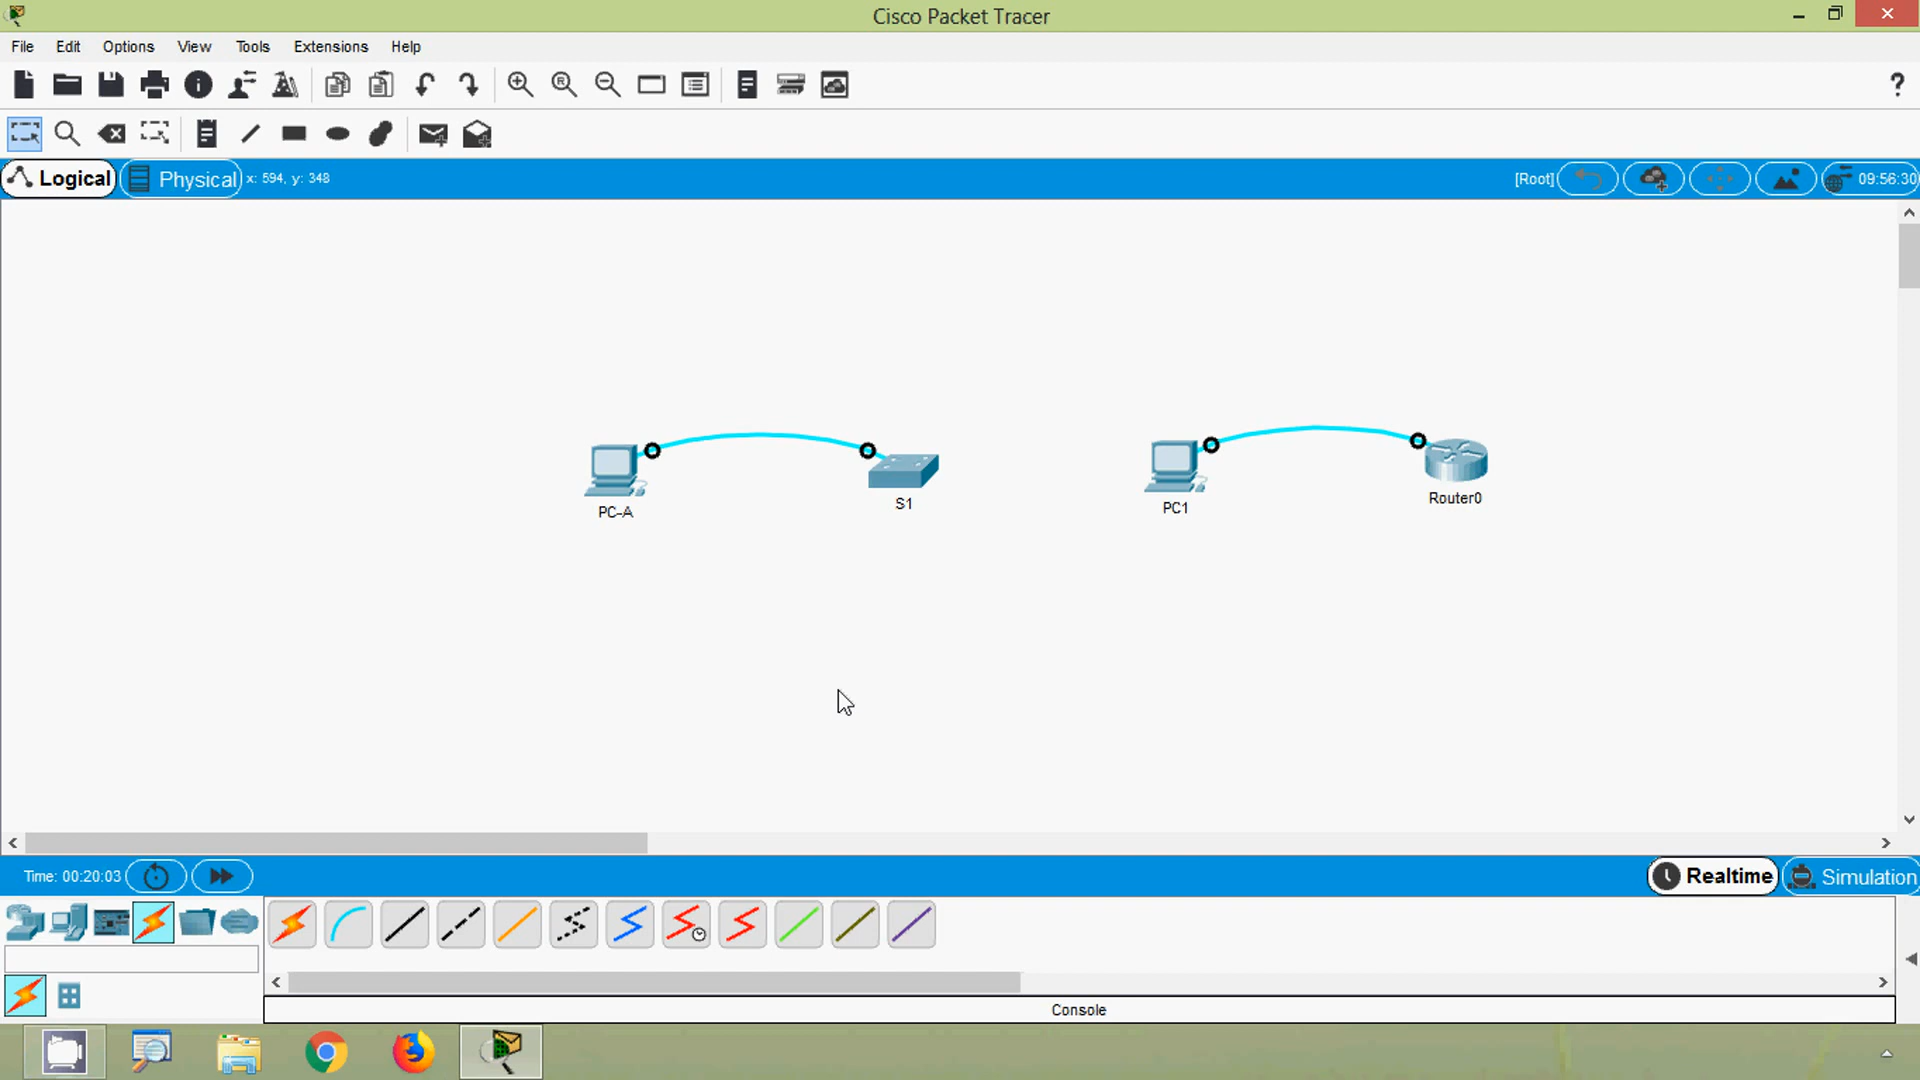 Cisco Packet Tracer
File Edit Options View Tools Extensions Help
Logical Physical x: 594, y: 348 [Root] 09:56:30
PC-A
S1
PC1
Router0
Time: 00:20:03 Realtime Simulation
Console